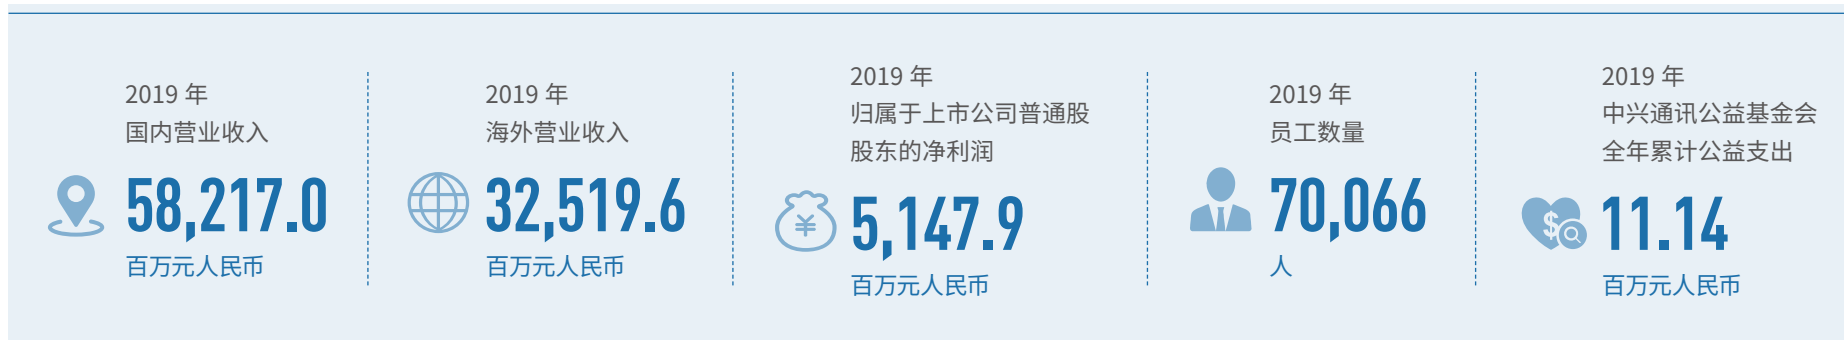 2019 年
国内营业收入
58,217.0
百万元人民币
2019 年
海外营业收入
32,519.6
百万元人民币
2019 年
归属于上市公司普通股
股东的净利润
¥
5,147.9
百万元人民币
2019 年
员工数量
70,066
人
2019 年
中兴通讯公益基金会
全年累计公益支出
$
11.14
百万元人民币